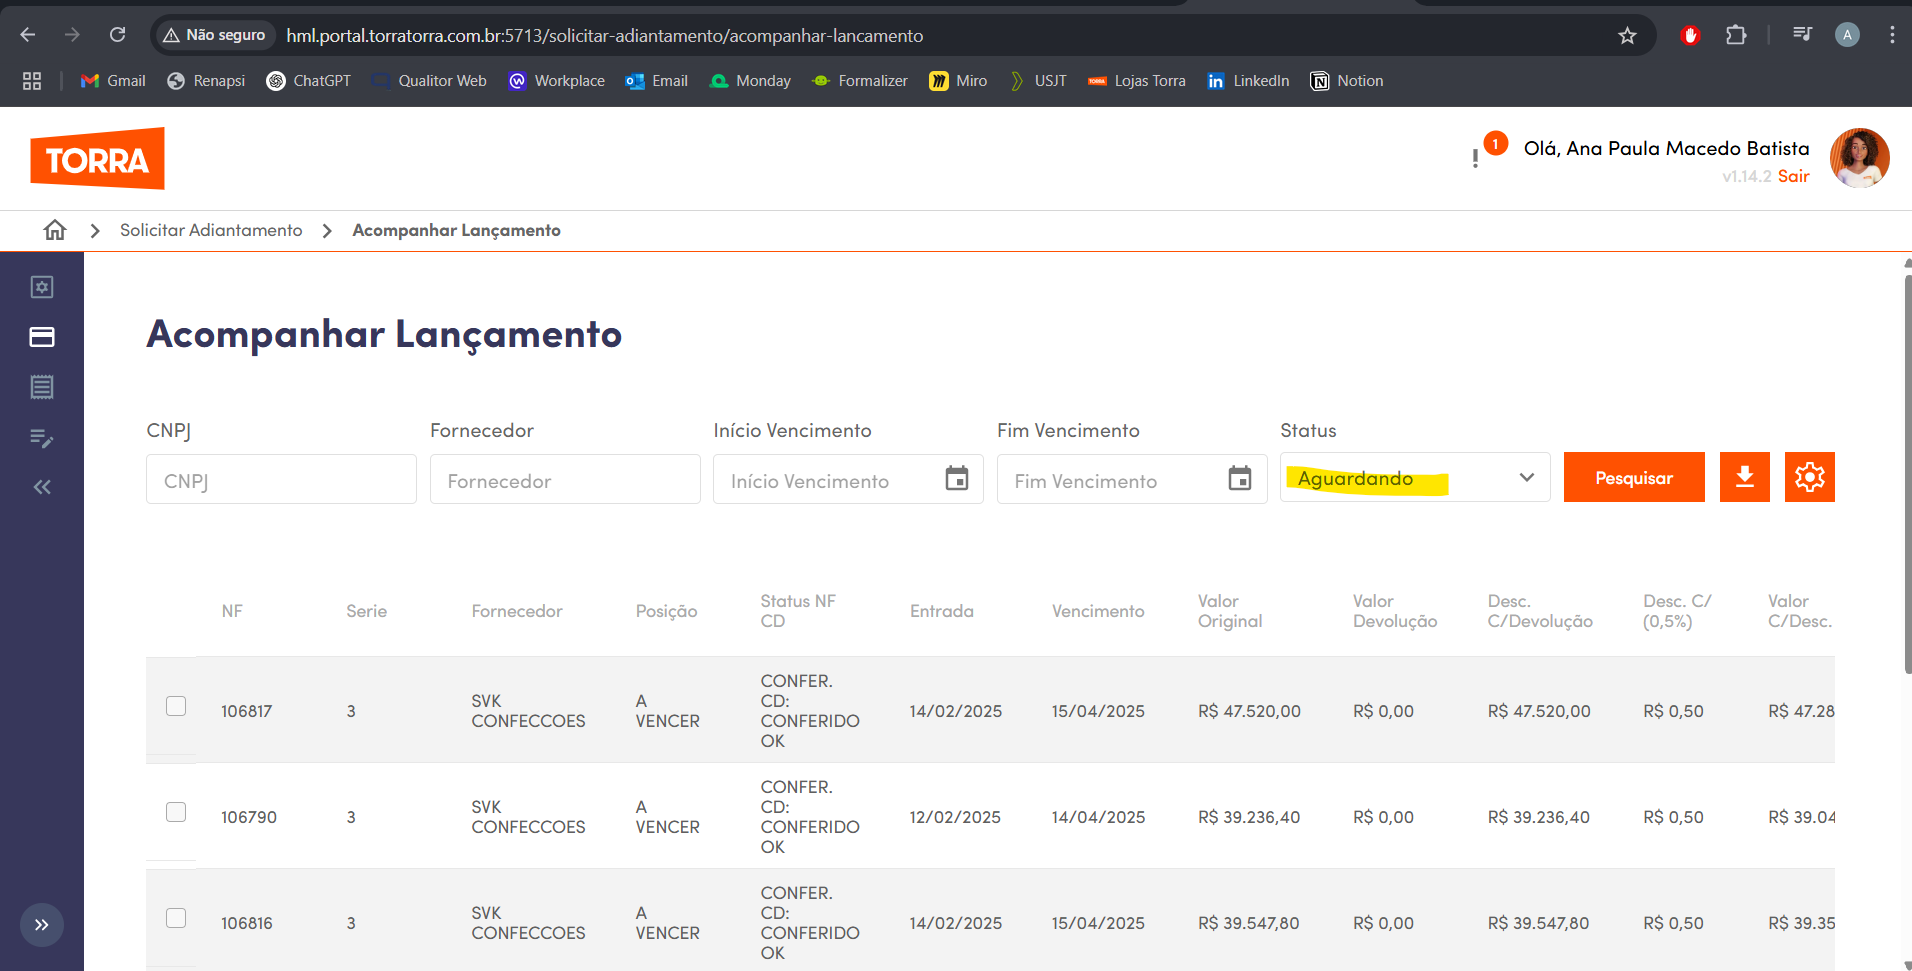 Não seguro
hml.portal.torratorra.com.br:5713/solicitar-adiantamento/acompanhar-lancamento
A
Gmail
Renapsi
ChatGPT
Qualitor Web
Workplace
Email
Monday
Formalizer
Miro
USJT
Lojas Torra
LinkedIn
Notion
TORRA
1
Olá, Ana Paula Macedo Batista
v1.14.2 Sair
Solicitar Adiantamento
Acompanhar Lançamento
Acompanhar Lançamento
CNPJ
Fornecedor
Início Vencimento
Fim Vencimento
Status
CNPJ
Fornecedor
Início Vencimento
Fim Vencimento
Aguardando
Pesquisar
NF
Serie
Fornecedor
Posição
Status NF
CD
Entrada
Vencimento
Valor
Original
Valor
Devolução
Desc.
C/Devolução
Desc. C/
(0,5%)
Valor
C/Desc.
106817
3
SVK
CONFECCOES
A
VENCER
CONFER.
CD:
CONFERIDO
OK
14/02/2025
15/04/2025
R$ 47.520,00
R$ 0,00
R$ 47.520,00
R$ 0,50
R$ 47.28
106790
3
SVK
CONFECCOES
A
VENCER
CONFER.
CD:
CONFERIDO
OK
12/02/2025
14/04/2025
R$ 39.236,40
R$ 0,00
R$ 39.236,40
R$ 0,50
R$ 39.04
106816
3
SVK
CONFECCOES
A
VENCER
CONFER.
CD:
CONFERIDO
OK
14/02/2025
15/04/2025
R$ 39.547,80
R$ 0,00
R$ 39.547,80
R$ 0,50
R$ 39.35